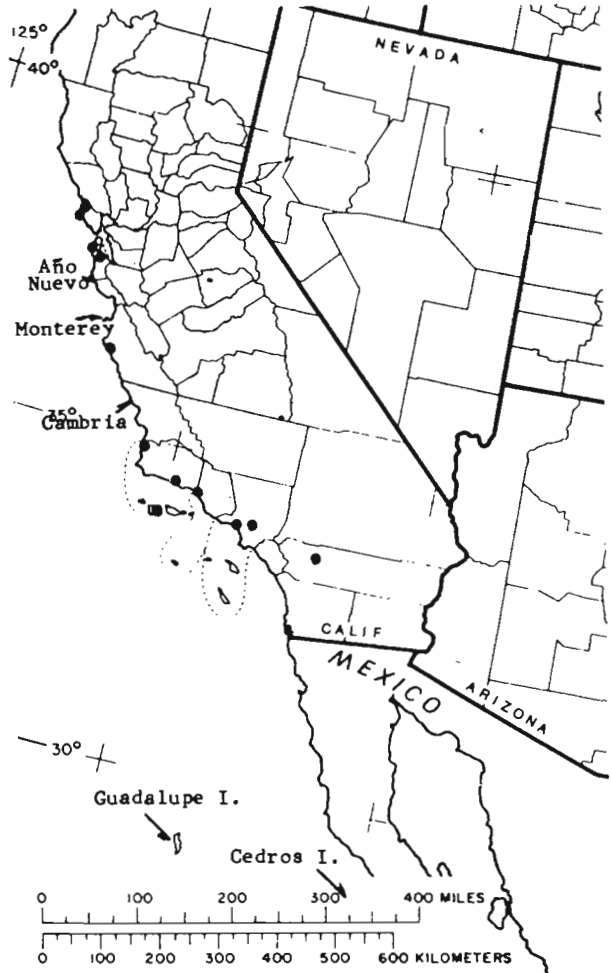 125°
40°
NEVADA
Año
Nuevo
Monterey
35°
Cambria
CALIF
MEXICO
ARIZONA
30°
Guadalupe I.
Cedros I.
0 100 200 300 400 MILES
0 100 200 300 400 500 600 KILOMETERS